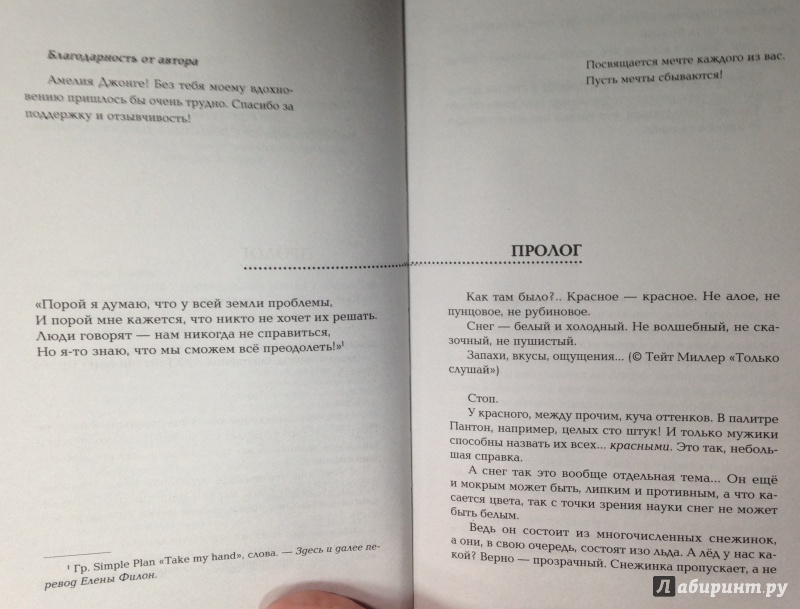 Благодарность от автора
Амелия Джонге! Без тебя моему вдохно-
вению пришлось бы очень трудно. Спасибо за
поддержку и отзывчивость!
«Порой я думаю, что у всей земли проблемы,
И порой мне кажется, что никто не хочет их решать.
Люди говорят — нам никогда не справиться,
Но я-то знаю, что мы сможем всё преодолеть!»¹
¹ Гр. Simple Plan «Take my hand», слова. — Здесь и далее пе-
ревод Елены Филон.
Посвящается мечте каждого из вас.
Пусть мечты сбываются!
ПРОЛОГ
Как там было?.. Красное — красное. Не алое, не
пунцовое, не рубиновое.
Снег — белый и холодный. Не волшебный, не ска-
зочный, не пушистый.
Запахи, вкусы, ощущения... (© Тейт Миллер «Только
слушай»)
Стоп.
У красного, между прочим, куча оттенков. В палитре
Пантон, например, целых сто штук! И только мужики
способны назвать их всех... красными. Это так, неболь-
шая справка.
А снег так это вообще отдельная тема... Он ещё
и мокрым может быть, липким и противным, а что ка-
сается цвета, так с точки зрения науки снег не может
быть белым.
Ведь он состоит из многочисленных снежинок,
а они, в свою очередь, состоят изо льда. А лёд у нас ка-
кой? Верно — прозрачный. Снежинка пропускает, а не
Лабиринт.ру